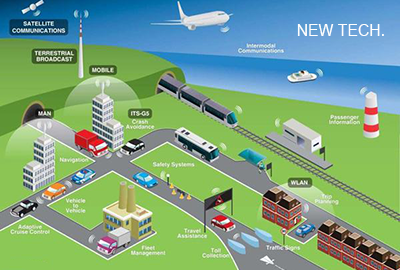 SATELLITE
COMMUNICATIONS
NEW TECH.
TERRESTRIAL
BROADCAST
Intermodal
Communications
MOBILE
MAN
ITS-G5
Crash
Avoidance
Passenger
Information
Navigation
Safety Systems
Vehicle
to
Vehicle
WLAN
Trip
Planning
Adaptive
Cruise Control
Fleet
Management
Travel
Assistance
Toll
Collection
Traffic Signs